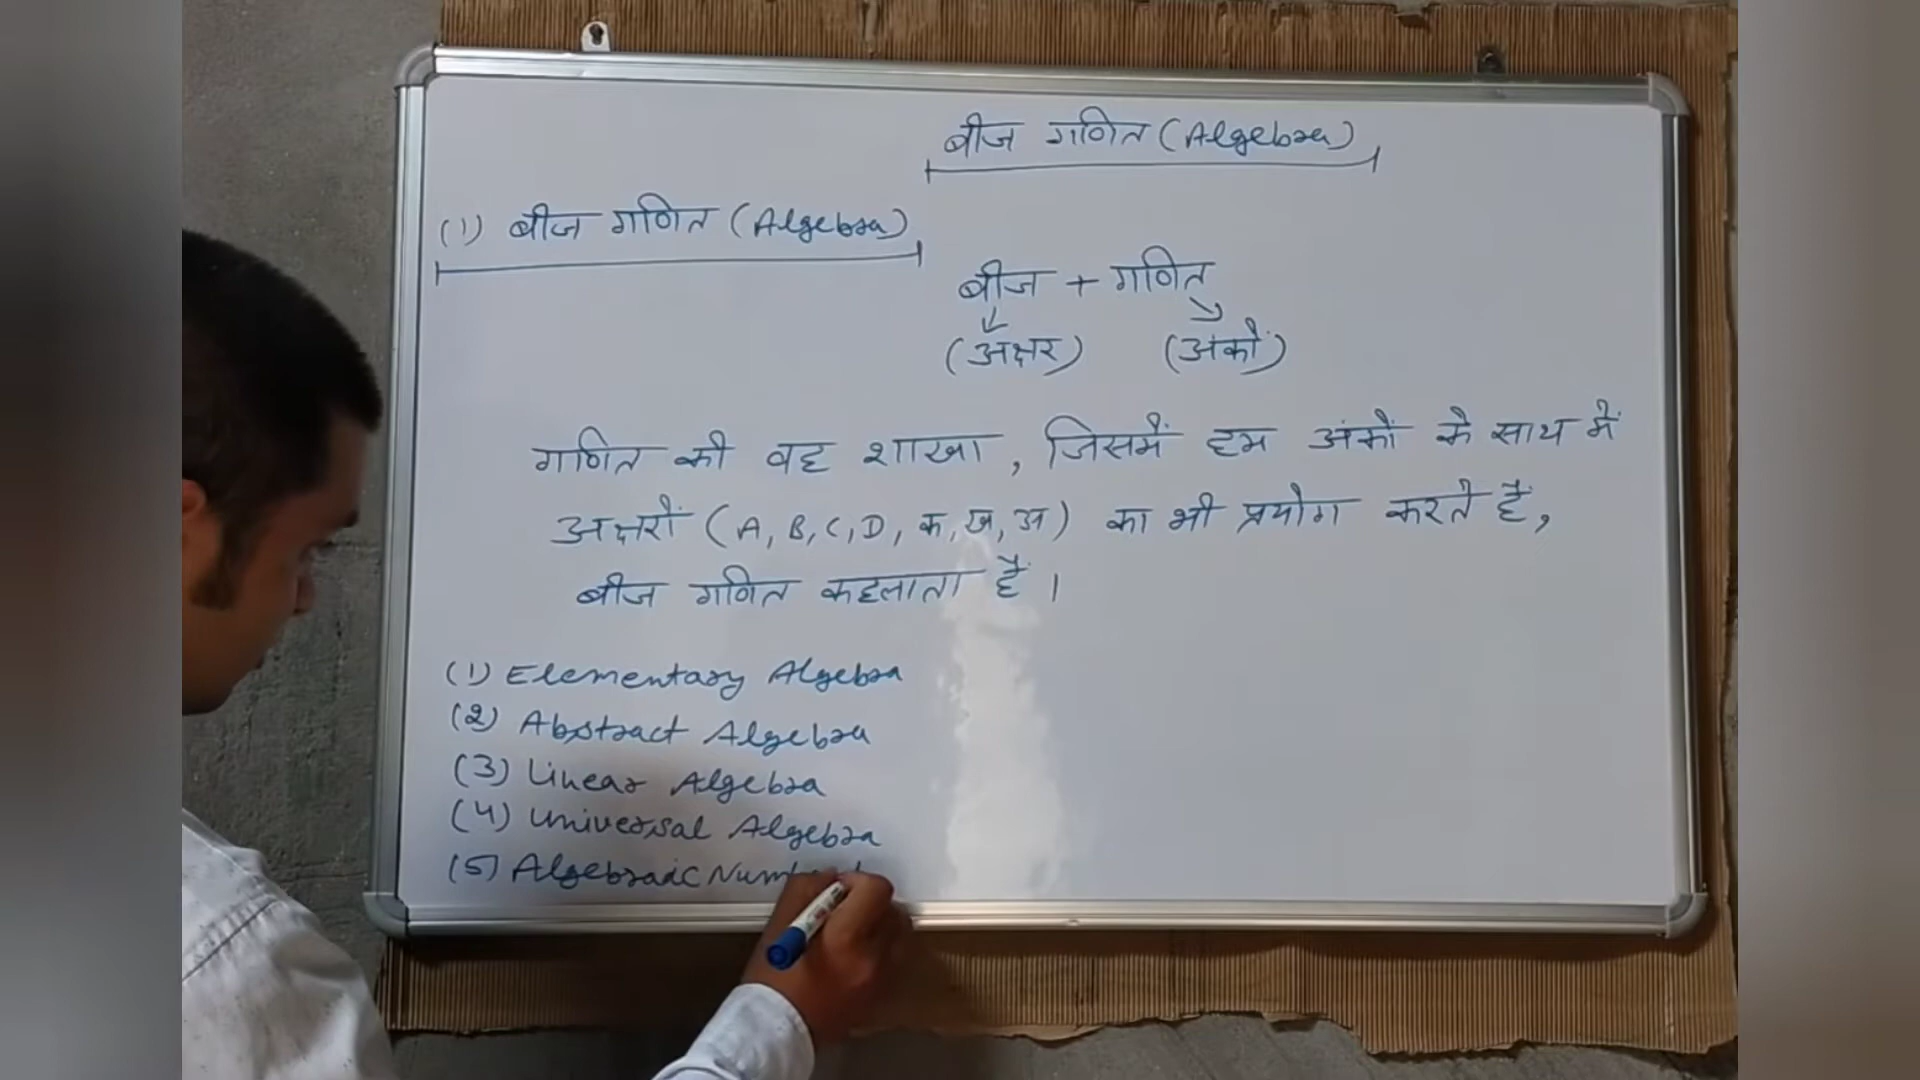 बीज गणित (Algebra)
(1) बीज गणित (Algebra)
बीज + गणित
(अक्षर) (अंकों)
गणित की वह शाखा , जिसमें हम अंकों के साथ में
अक्षरों (A, B, C, D, क, ख, अ) का भी प्रयोग करते हैं,
बीज गणित कहलाता है ।
(1) Elementary Algebra
(2) Abstract Algebra
(3) Linear Algebra
(4) Universal Algebra
(5) Algebraic